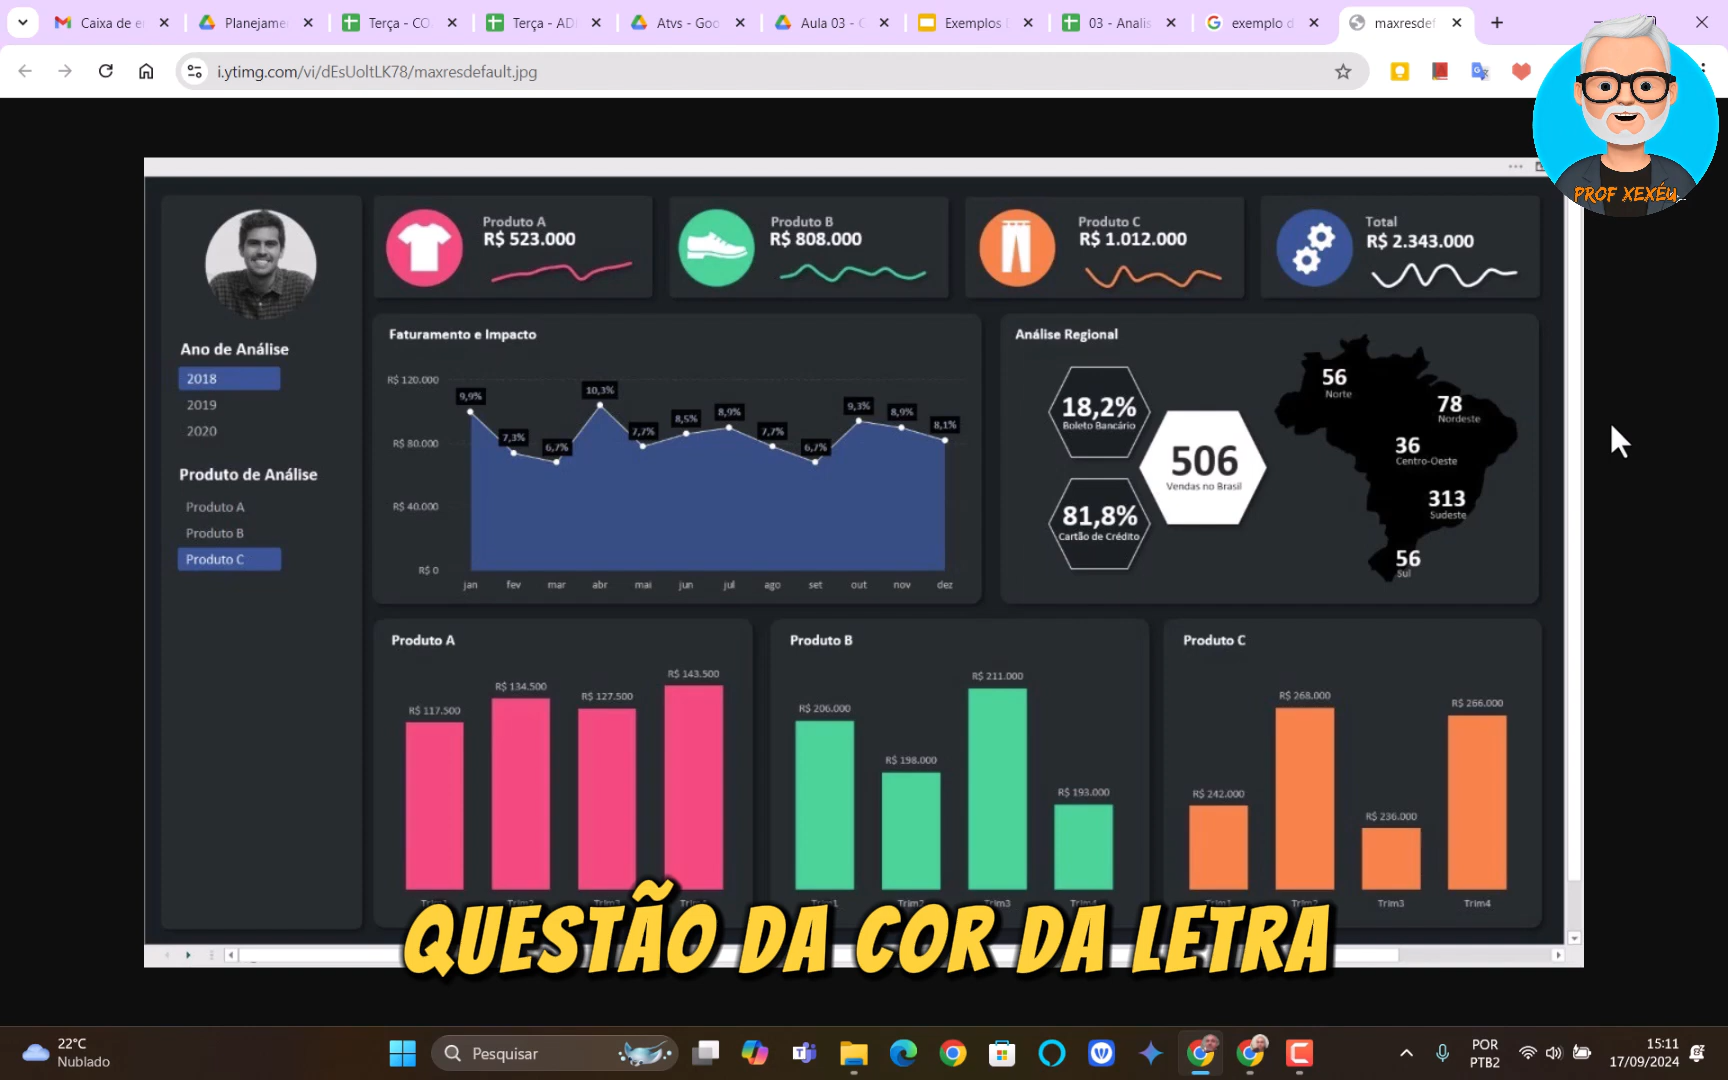 Caixa de e
Planejame
Terça - CO
Terça - ADI
Atvs - Goo
Aula 03 - G
Exemplos
03 - Analis
exemplo d
maxresdef
i.ytimg.com/vi/dEsUoltLK78/maxresdefault.jpg
PROF XEXÉU...
Produto A
R$ 523.000
Produto B
R$ 808.000
Produto C
R$ 1.012.000
Total
R$ 2.343.000
Ano de Análise
2018
2019
2020
Produto de Análise
Produto A
Produto B
Produto C
Faturamento e Impacto
R$ 120.000
R$ 80.000
R$ 40.000
R$ 0
9,9%
7,3%
6,7%
10,3%
7,7%
8,5%
8,9%
7,7%
6,7%
9,3%
8,9%
8,1%
jan fev mar abr mai jun jul ago set out nov dez
Análise Regional
18,2%
Boleto Bancário
81,8%
Cartão de Crédito
506
Vendas no Brasil
56
Norte
78
Nordeste
36
Centro-Oeste
313
Sudeste
56
Sul
Produto A
R$ 117.500
R$ 134.500
R$ 127.500
R$ 143.500
Produto B
R$ 206.000
R$ 198.000
R$ 211.000
R$ 193.000
Trim3
Trim4
Produto C
R$ 242.000
R$ 268.000
R$ 236.000
R$ 266.000
Trim3
Trim4
QUESTÃO DA COR DA LETRA
22°C
Nublado
Pesquisar
POR
PTB2
15:11
17/09/2024